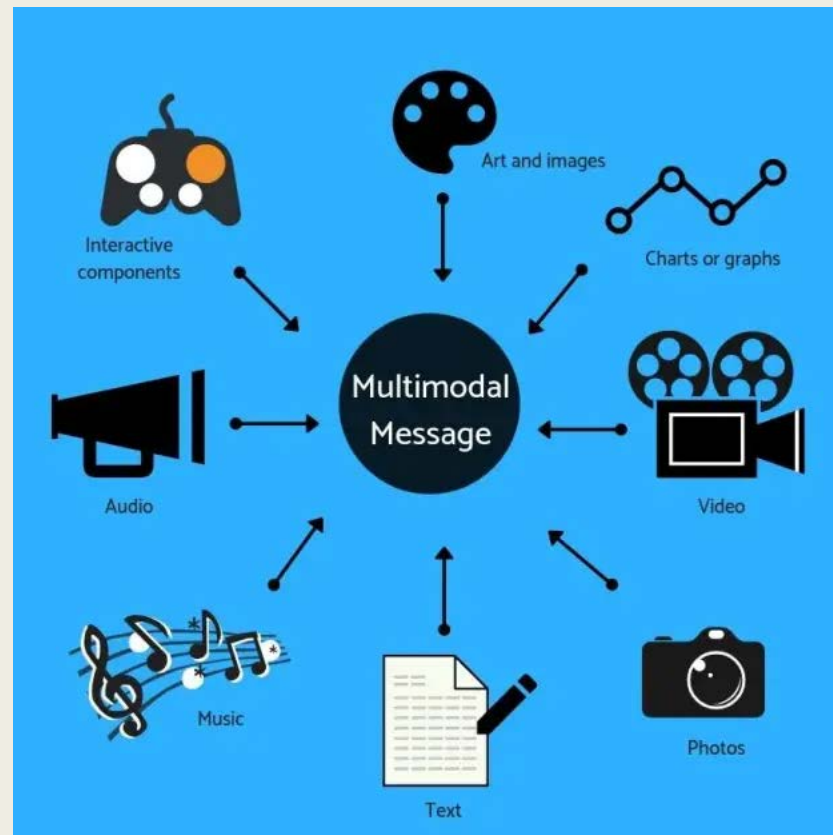 Art and images
Charts or graphs
Interactive
components
Multimodal
Message
Audio
Video
Music
Photos
Text